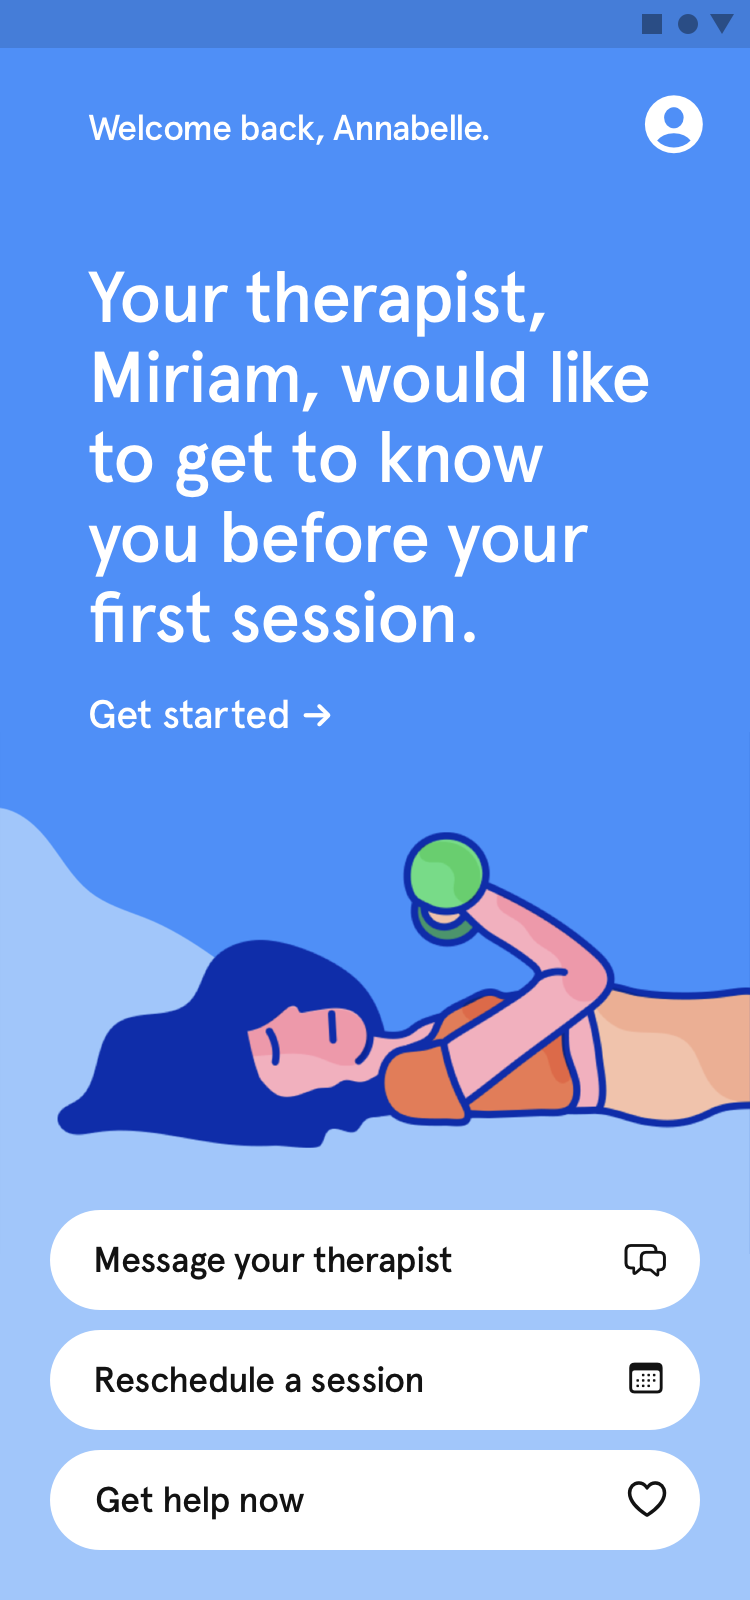 Welcome back, Annabelle.
Your therapist,
Miriam, would like
to get to know
you before your
first session.
Get started →
Message your therapist
Reschedule a session
Get help now